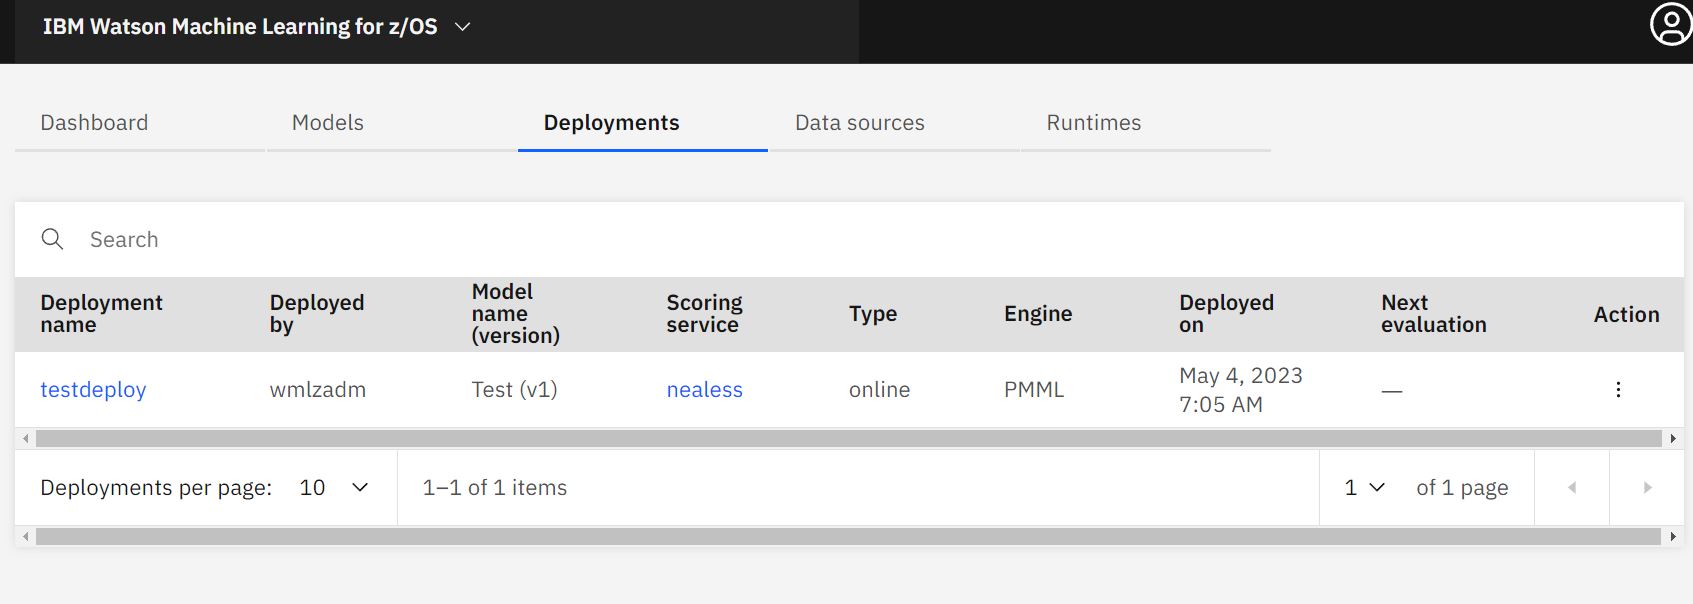 IBM Watson Machine Learning for z/OS
Dashboard Models Deployments Data sources Runtimes
Search
Deployment name Deployed by Model name (version) Scoring service Type Engine Deployed on Next evaluation Action
testdeploy wmlzadm Test (v1) nealess online PMML May 4, 2023 7:05 AM —
Deployments per page: 10 1–1 of 1 items 1 of 1 page